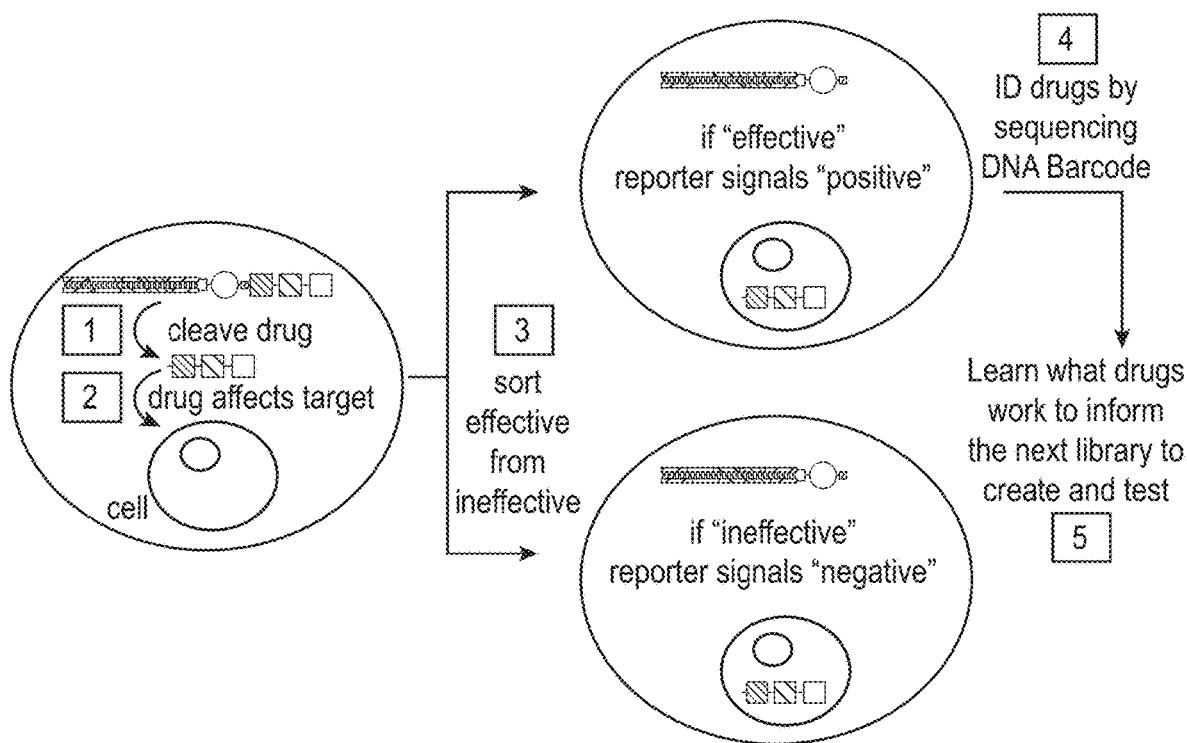 1
cleave drug
2
drug affects target
cell
3
sort
effective
from
ineffective
if “effective”
reporter signals “positive”
if “ineffective”
reporter signals “negative”
4
ID drugs by
sequencing
DNA Barcode
Learn what drugs
work to inform
the next library to
create and test
5